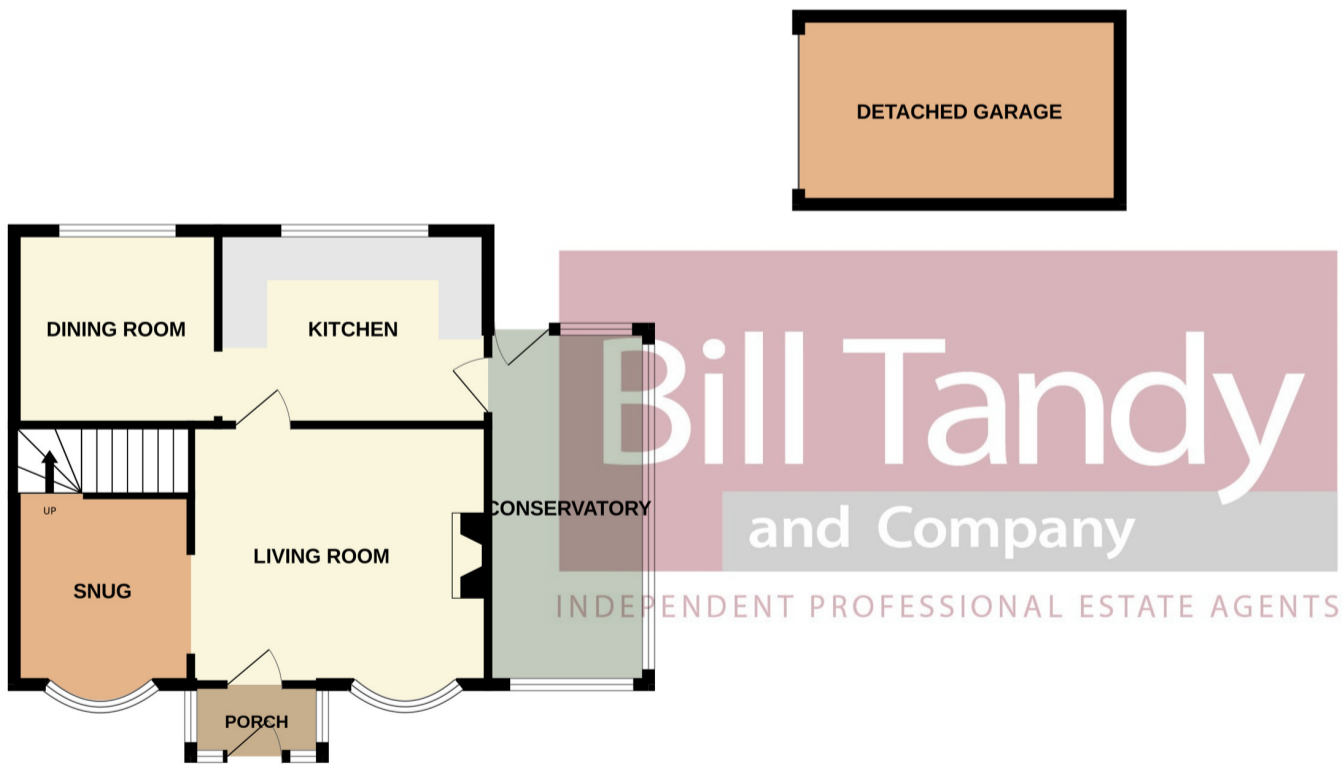 DETACHED GARAGE
DINING ROOM
KITCHEN
Bill Tandy
and Company
INDEPENDENT PROFESSIONAL ESTATE AGENTS
UP
CONSERVATORY
LIVING ROOM
SNUG
PORCH